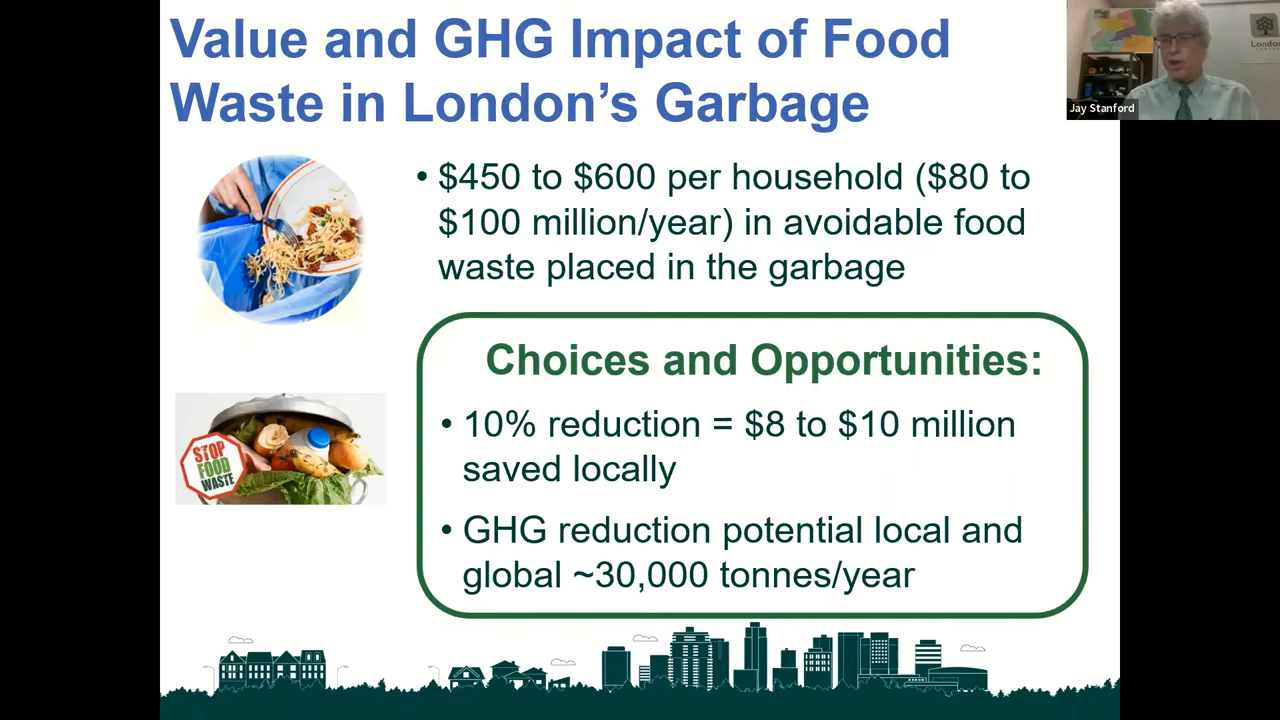 Value and GHG Impact of Food
Waste in London's Garbage
Jay Stanford
London
• $450 to $600 per household ($80 to
$100 million/year) in avoidable food
waste placed in the garbage
Choices and Opportunities:
• 10% reduction = $8 to $10 million
saved locally
• GHG reduction potential local and
global ~30,000 tonnes/year
STOP
FOOD
WASTE